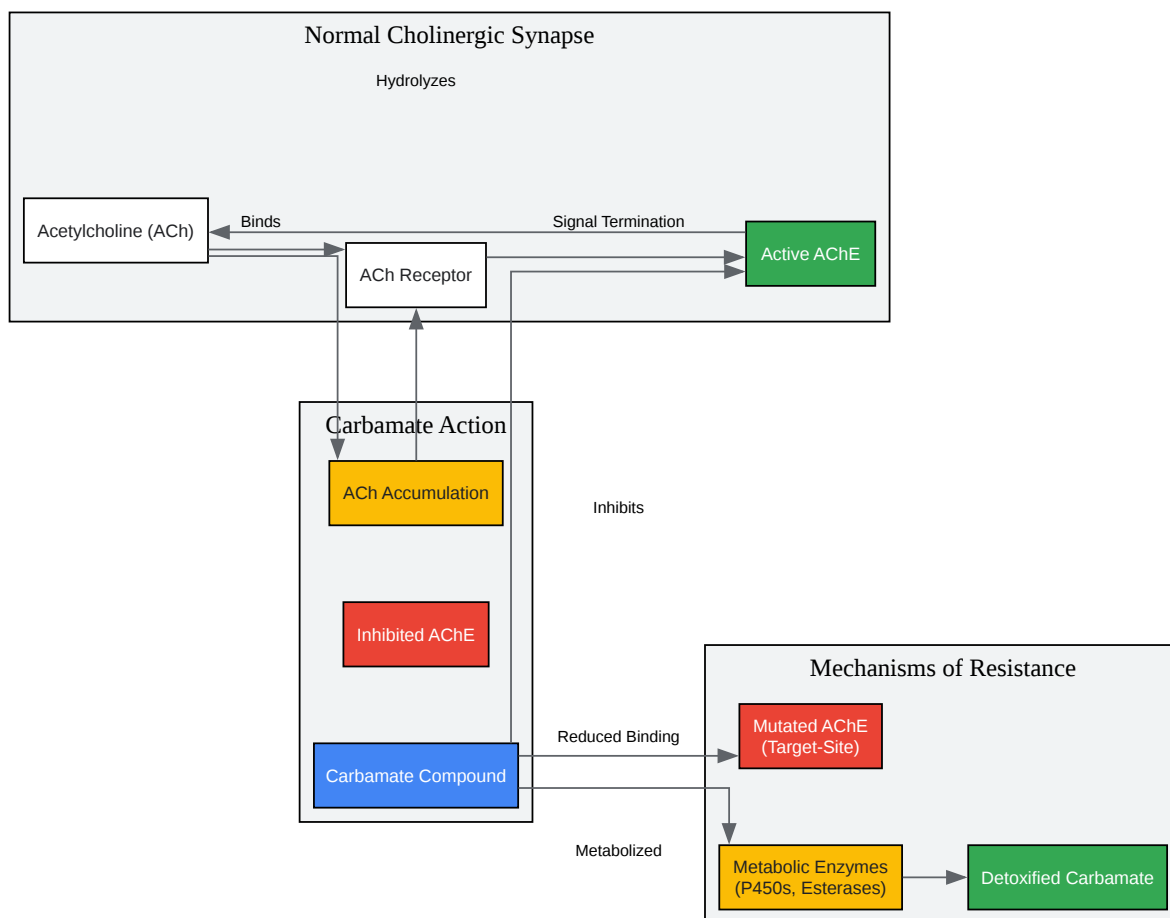 Normal Cholinergic Synapse
Hydrolyzes
Acetylcholine (ACh)
Binds
Signal Termination
ACh Receptor
Active AChE
Carbamate Action
ACh Accumulation
Inhibits
Inhibited AChE
Carbamate Compound
Reduced Binding
Metabolized
Mechanisms of Resistance
Mutated AChE
(Target-Site)
Metabolic Enzymes
(P450s, Esterases)
Detoxified Carbamate